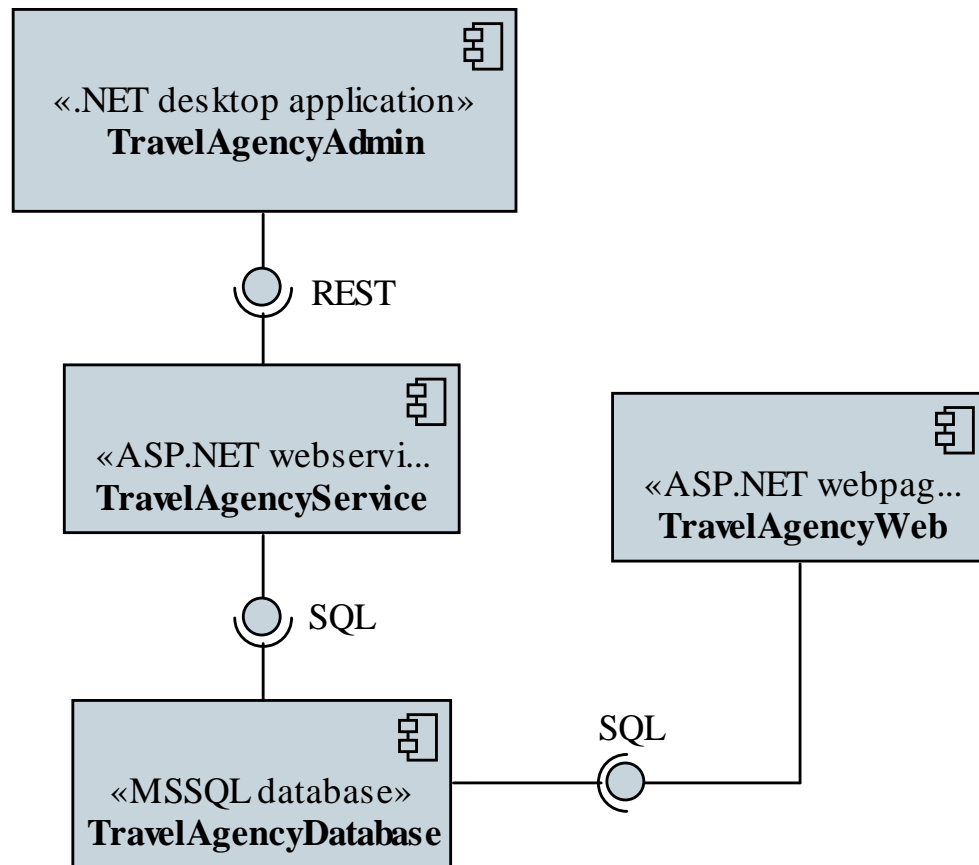 «.NET desktop application»
TravelAgencyAdmin
REST
«ASP.NET webservi...
TravelAgencyService
«ASP.NET webpag...
TravelAgencyWeb
SQL
SQL
«MSSQL database»
TravelAgencyDatabase